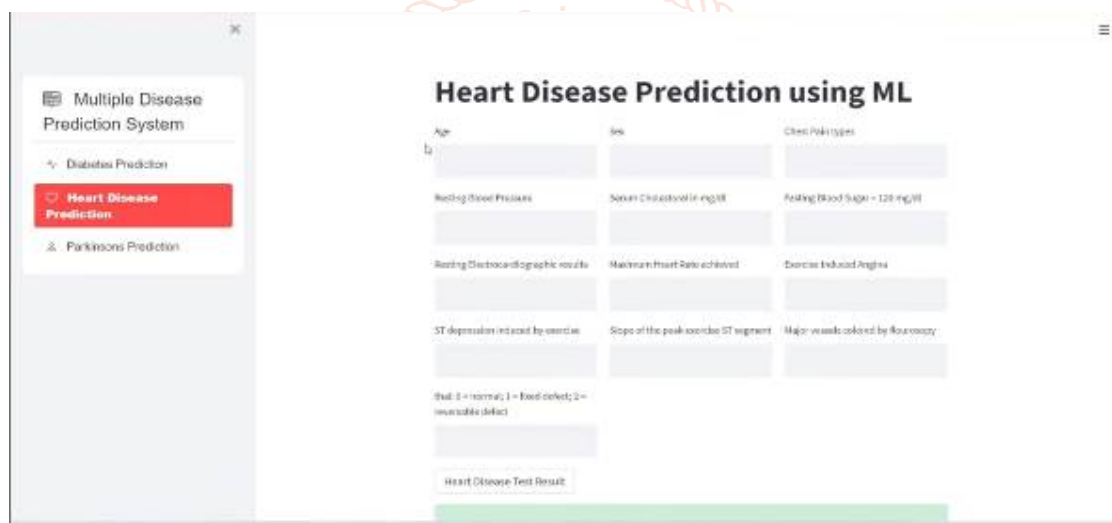 Multiple Disease
Prediction System
Diabetes Prediction
Heart Disease
Prediction
Parkinsons Prediction
Heart Disease Prediction using ML
Age
Sex
Chest Pain types
Resting Blood Pressure
Serum Cholestoral in mg/dl
Fasting Blood Sugar > 120 mg/dl
Resting Electrocardiographic results
Maximum Heart Rate achieved
Exercise Induced Angina
ST depression induced by exercise
Slope of the peak exercise ST segment
Major vessels colored by flourosopy
thal: 0 = normal; 1 = fixed defect; 2 =
reversable defect
Heart Disease Test Result